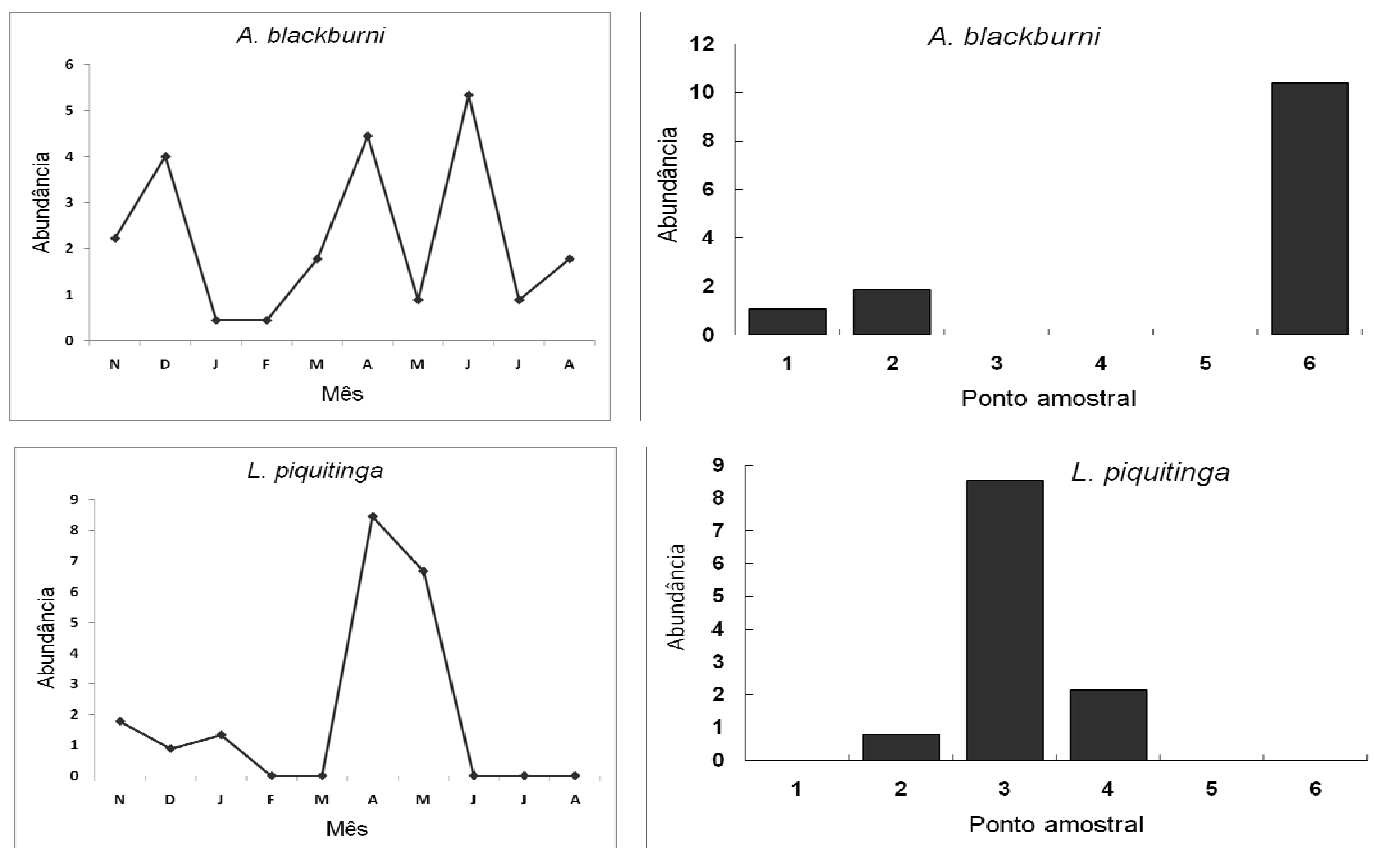 A. blackburni
6
5
4
3
2
1
0
Abundância
N D J F M A M J J A
Mês
A. blackburni
12
10
8
6
4
2
0
Abundância
1 2 3 4 5 6
Ponto amostral
L. piquitinga
9
8
7
6
5
4
3
2
1
0
Abundância
N D J F M A M J J A
Mês
L. piquitinga
9
8
7
6
5
4
3
2
1
0
Abundância
1 2 3 4 5 6
Ponto amostral